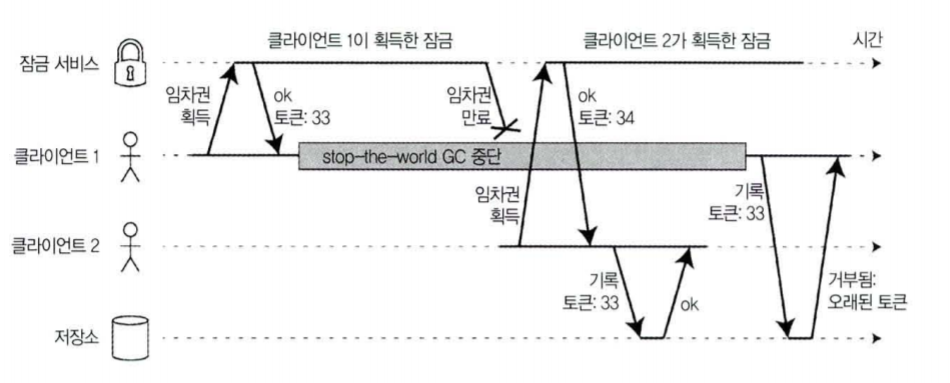 클라이언트 1이 획득한 잠금
클라이언트 2가 획득한 잠금
시간
잠금 서비스
임차권
획득
ok
토큰: 33
임차권
만료
ok
토큰: 34
클라이언트 1
stop-the-world GC 중단
임차권
획득
기록
토큰: 33
클라이언트 2
기록
토큰: 33
ok
거부됨:
오래된 토큰
저장소